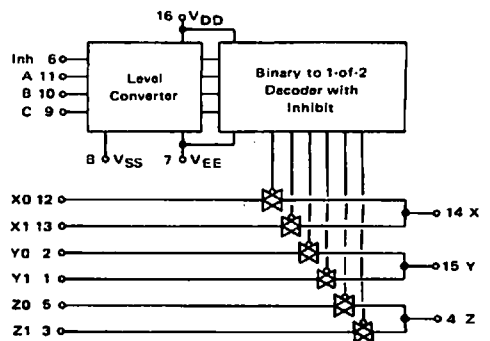 16 VDD
Inh 6
A 11
B 10
C 9
Level
Converter
Binary to 1-of-2
Decoder with
Inhibit
8 VSS
7 VEE
X0 12
X1 13
14 X
Y0 2
Y1 1
15 Y
Z0 5
Z1 3
4 Z